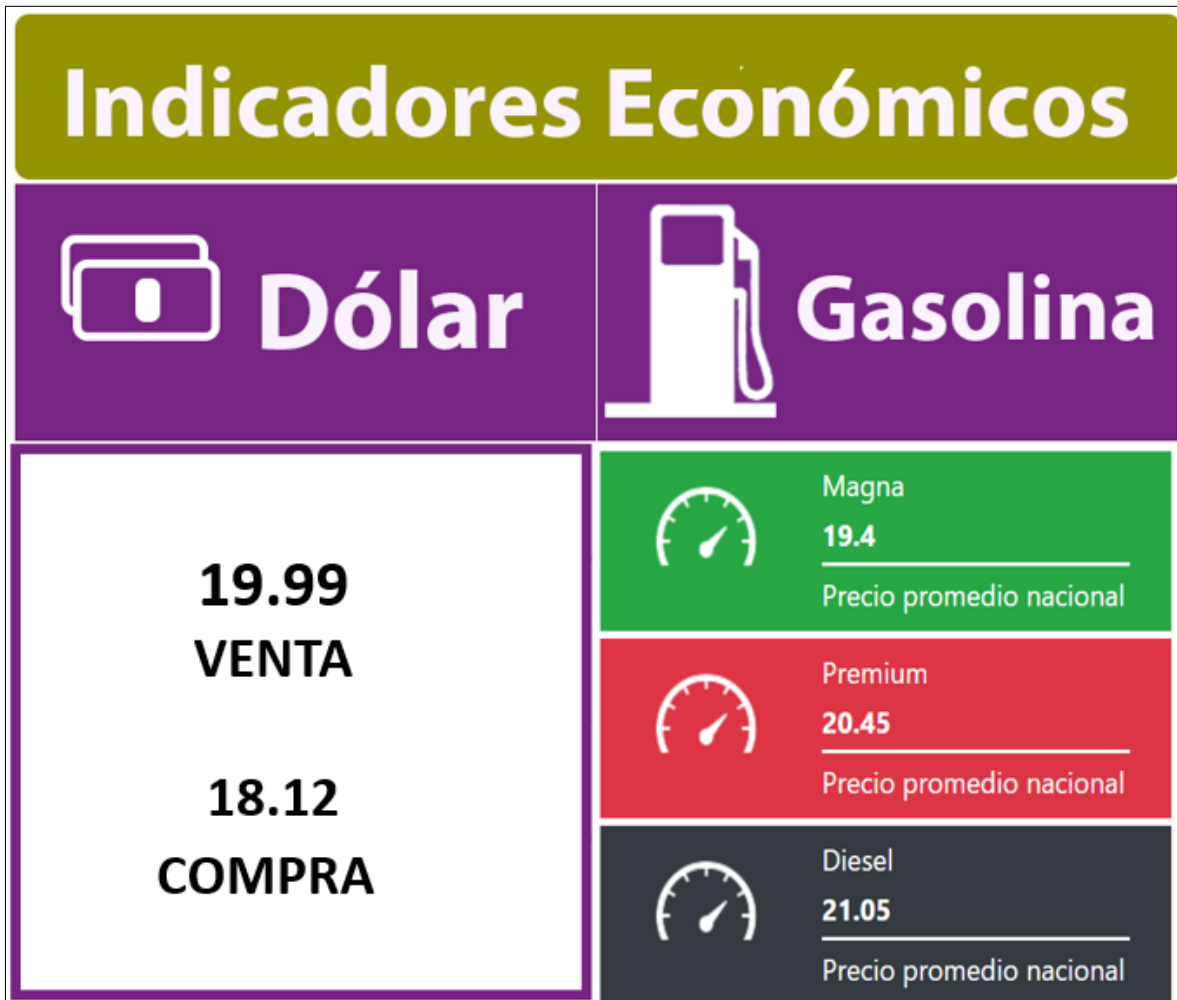 Indicadores Económicos
Dólar
Gasolina
19.99
VENTA
18.12
COMPRA
Magna
19.4
Precio promedio nacional
Premium
20.45
Precio promedio nacional
Diesel
21.05
Precio promedio nacional